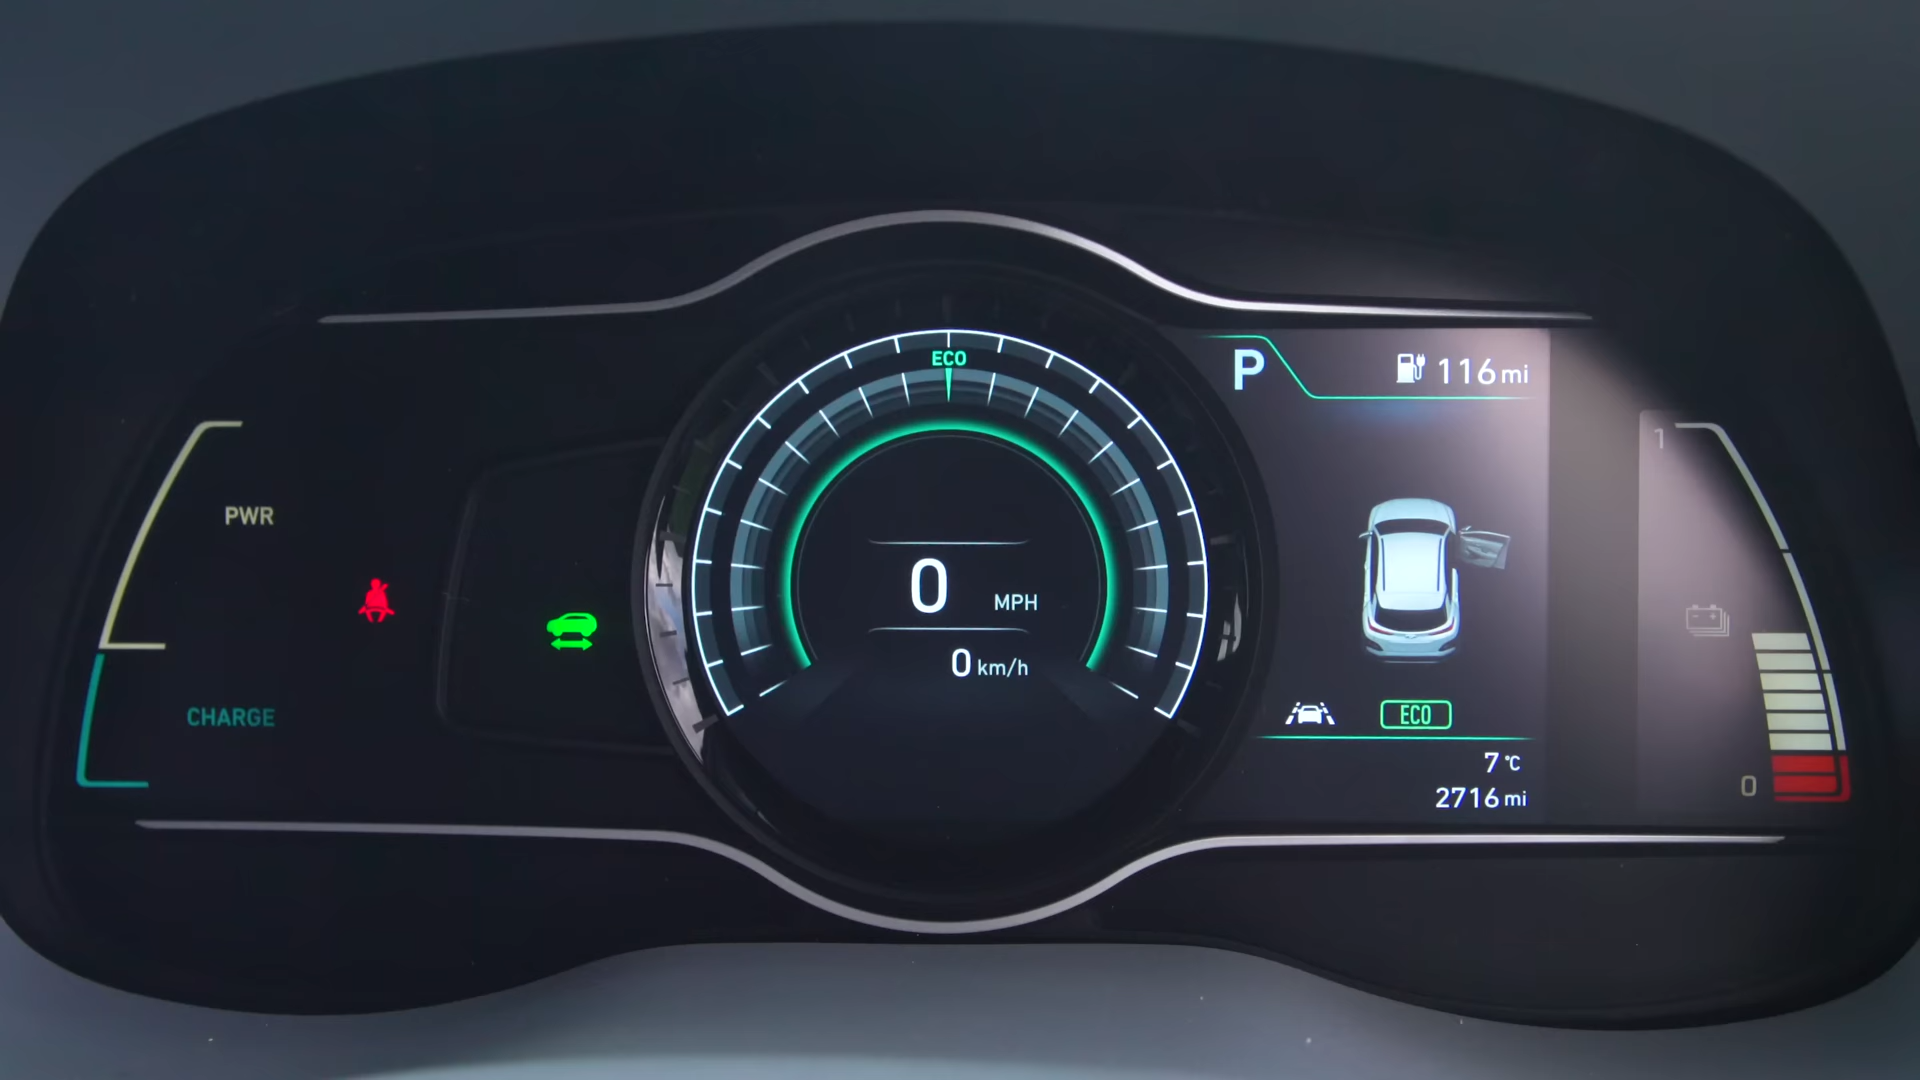 ECO
P
116 mi
1
PWR
0 MPH
0 km/h
CHARGE
ECO
7 °C
0
2716 mi